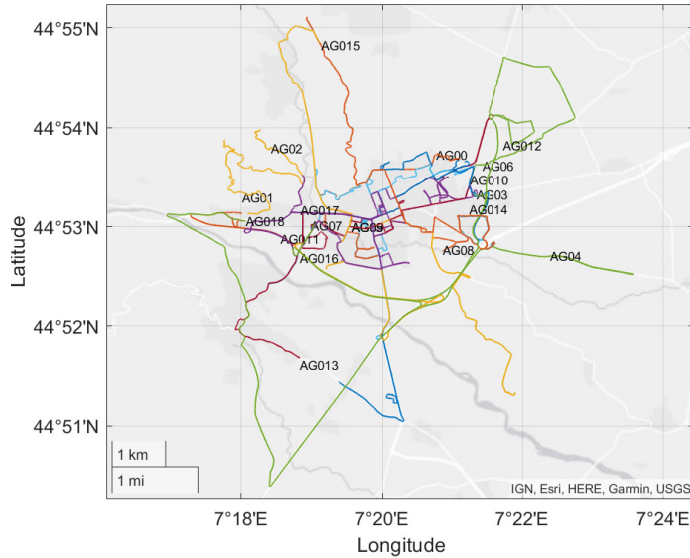 44°55'N
44°54'N
44°53'N
44°52'N
44°51'N
Latitude
AG015
AG02
AG00
AG012
AG06
AG010
AG01
AG03
AG017
AG014
AG018
AG07
AG09
AG011
AG08
AG04
AG016
AG013
1 km
1 mi
IGN, Esri, HERE, Garmin, USGS
7°18'E
7°20'E
7°22'E
7°24'E
Longitude